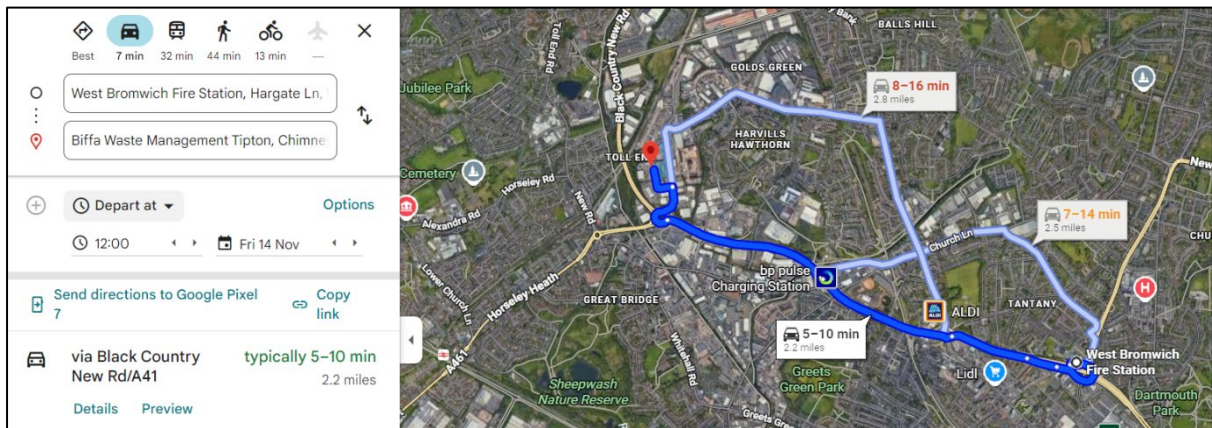 Best
7 min
32 min
44 min
13 min
—
West Bromwich Fire Station, Hargate Ln,
Biffa Waste Management Tipton, Chimne
Depart at
Options
12:00
Fri 14 Nov
Send directions to Google Pixel
7
Copy
link
via Black Country
New Rd/A41
typically 5–10 min
2.2 miles
Details
Preview
Toll End Rd
Black Country New Rd
BALLS HILL
GOLDS GREEN
Jubilee Park
8–16 min
2.8 miles
HARVILLS
HAWTHORN
TOLL EN
Cemetery
Horseley Rd
New Rd
Alexandra Rd
7–14 min
2.5 miles
New
CHU
Church Ln
bp pulse
Charging Station
Lower Church Ln
Horseley Heath
GREAT BRIDGE
TANTANY
H
ALDI
ALDI
5–10 min
2.2 miles
Whitehall Rd
A461
West Bromwich
Fire Station
Lidl
Greets
Green Park
Sheepwash
Nature Reserve
Dartmouth
Park
Greets